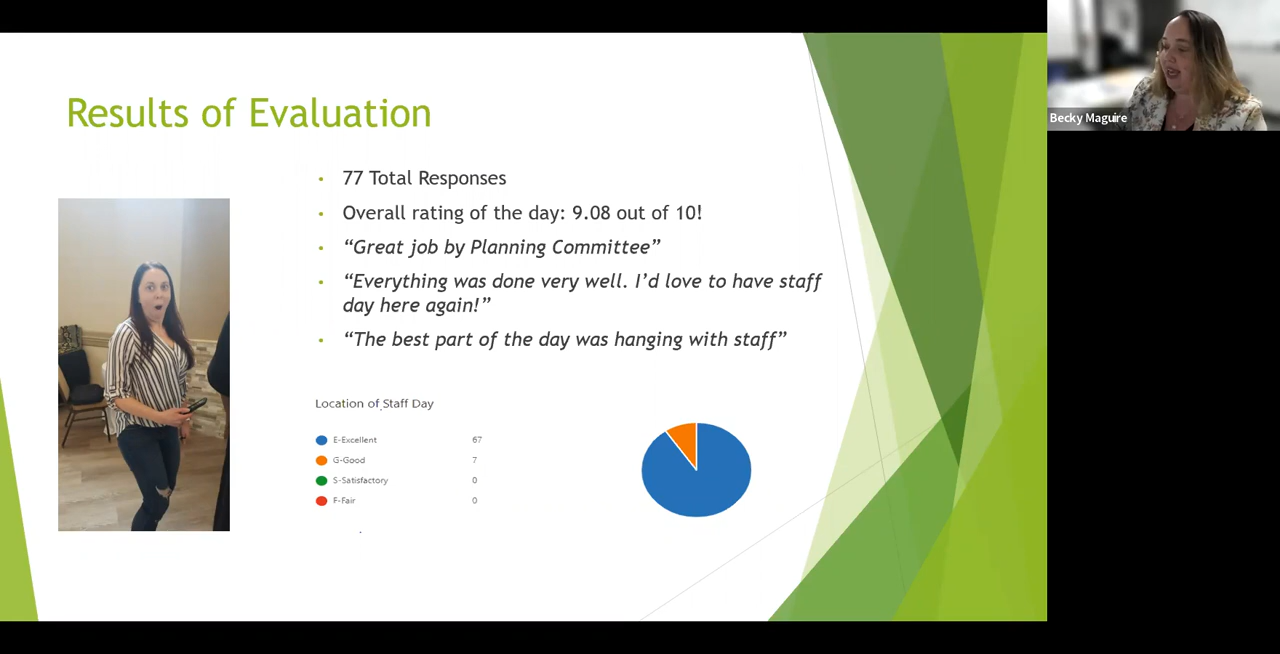 Results of Evaluation
77 Total Responses
Overall rating of the day: 9.08 out of 10!
“Great job by Planning Committee”
“Everything was done very well. I’d love to have staff
day here again!”
“The best part of the day was hanging with staff”
Location of Staff Day
E-Excellent 67
G-Good 7
S-Satisfactory 0
F-Fair 0
Becky Maguire